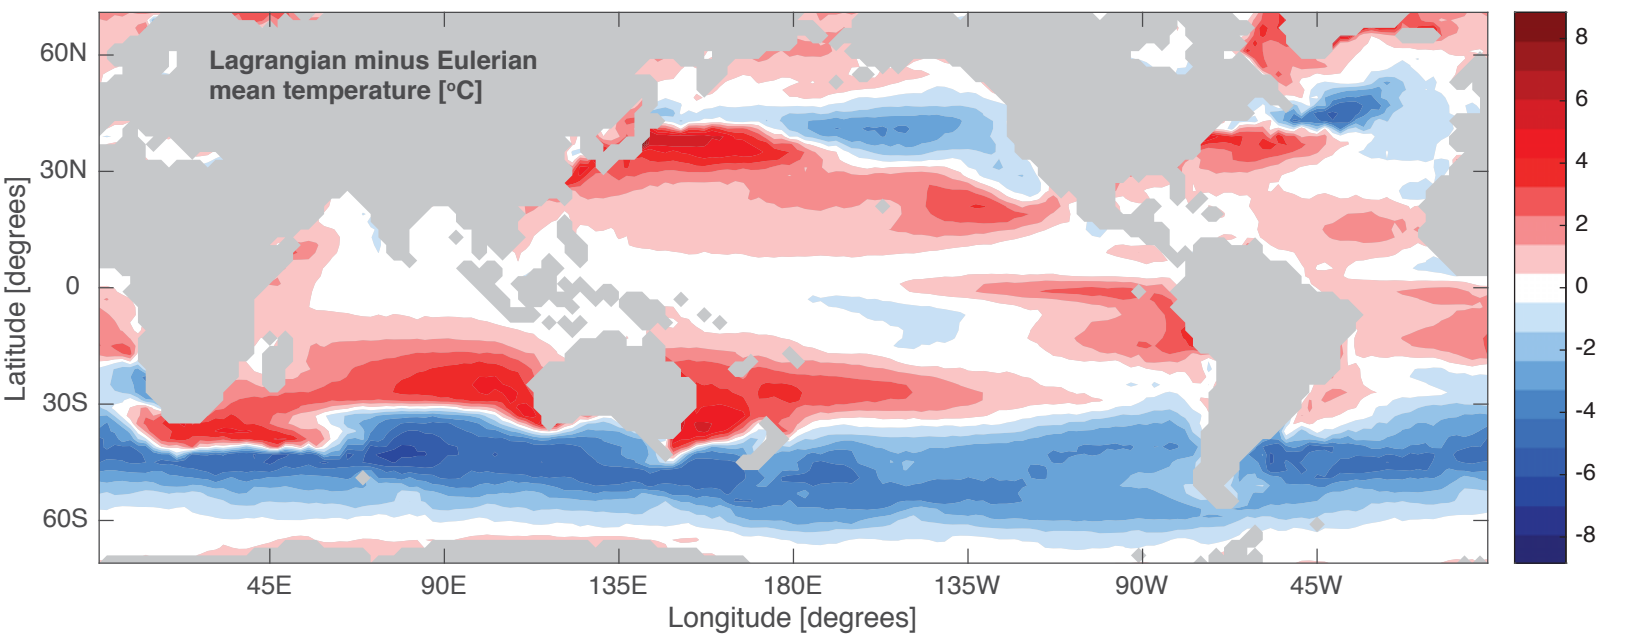 Lagrangian minus Eulerian
mean temperature [°C]
60N
30N
0
30S
60S
Latitude [degrees]
45E
90E
135E
180E
135W
90W
45W
Longitude [degrees]
8
6
4
2
0
-2
-4
-6
-8